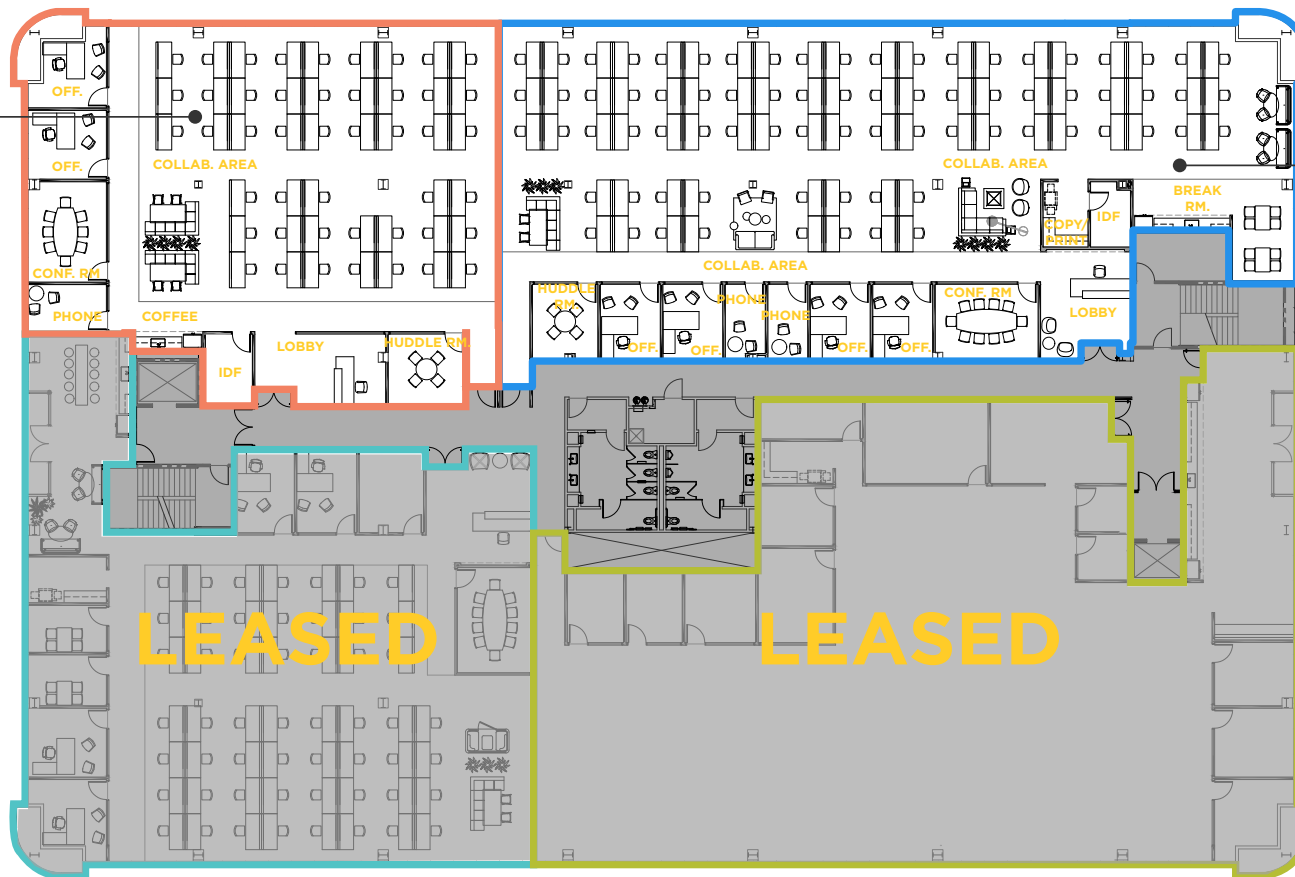 OFF.
OFF.
COLLAB. AREA
CONF. RM
PHONE
COFFEE
IDF
LOBBY
HUDDLE RM.
COLLAB. AREA
BREAK
RM.
COPY/
PRINT
IDF
COLLAB. AREA
HUDDLE
RM.
OFF.
OFF.
PHONE
PHONE
OFF.
OFF.
CONF. RM
LOBBY
LEASED
LEASED